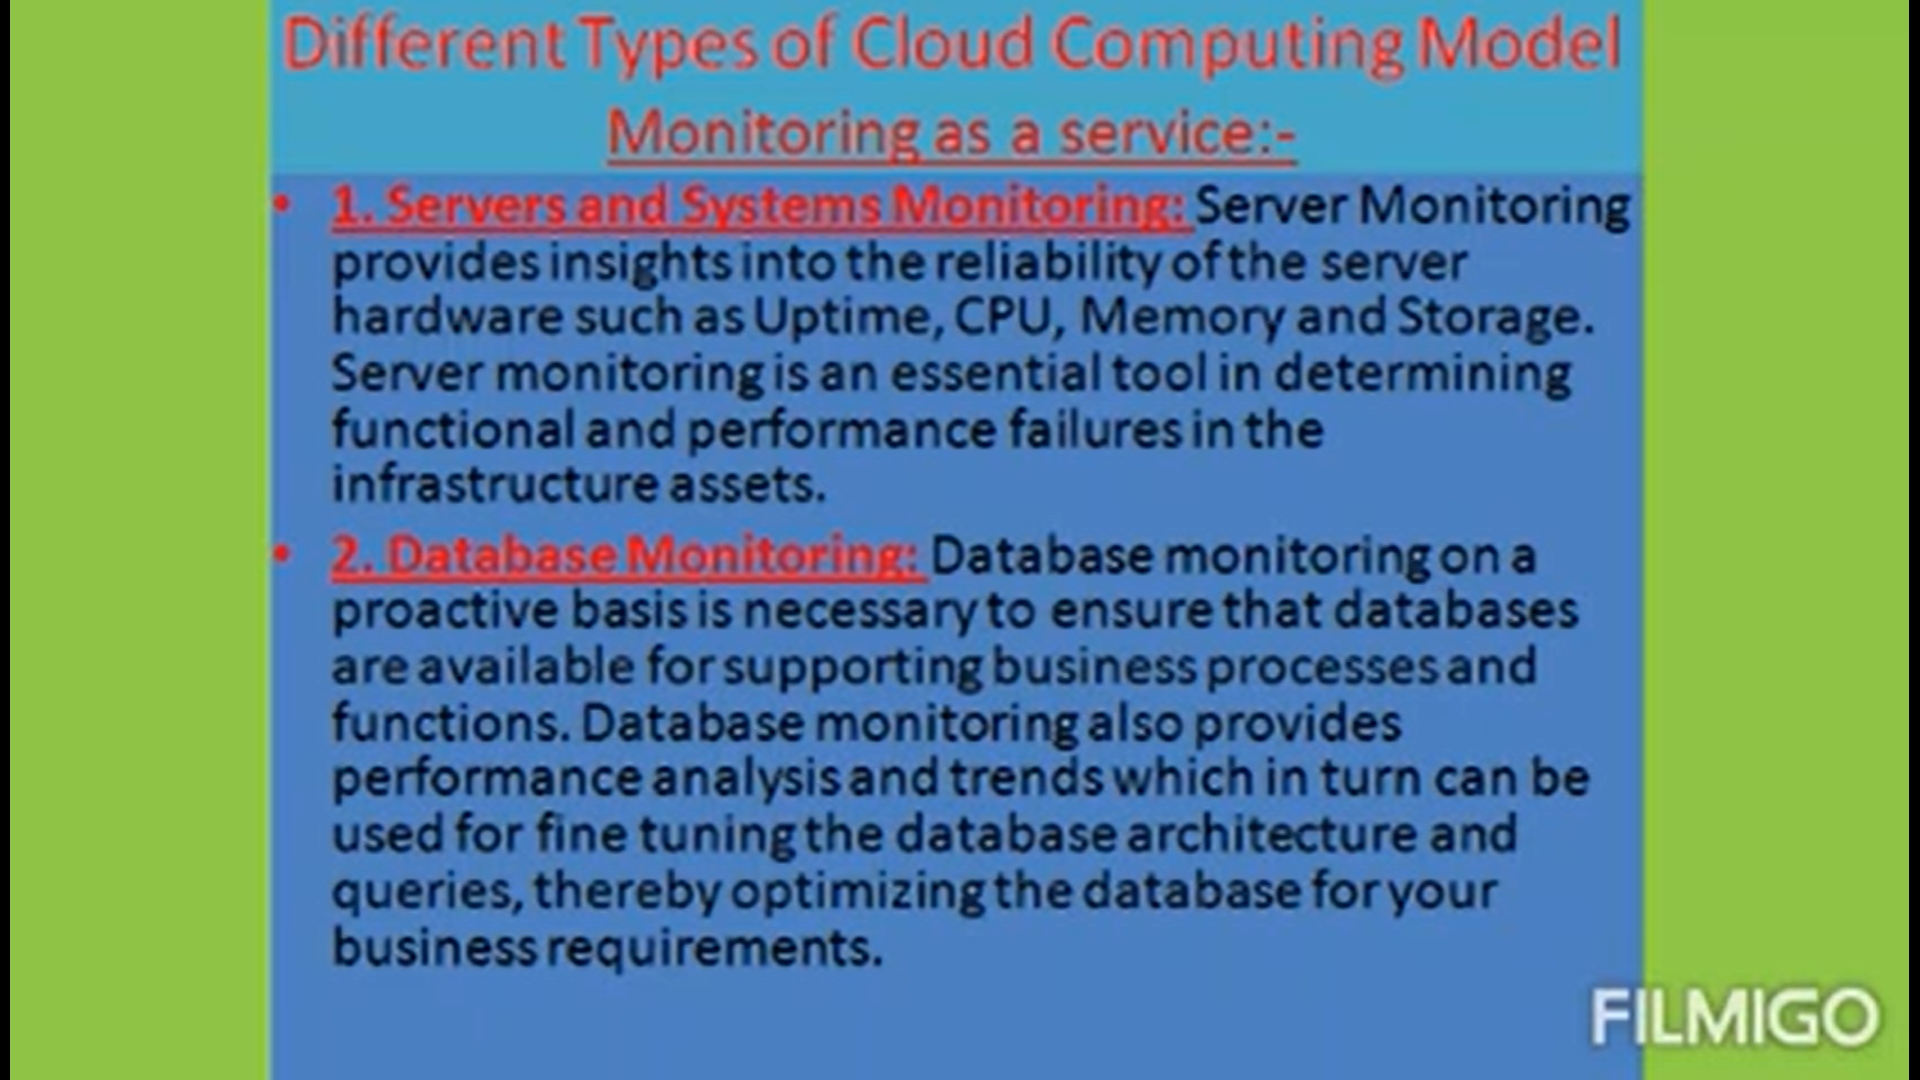 Different Types of Cloud Computing Model
Monitoring as a service:-
• 1. Servers and Systems Monitoring: Server Monitoring
provides insights into the reliability of the server
hardware such as Uptime, CPU, Memory and Storage.
Server monitoring is an essential tool in determining
functional and performance failures in the
infrastructure assets.
• 2. Database Monitoring: Database monitoring on a
proactive basis is necessary to ensure that databases
are available for supporting business processes and
functions. Database monitoring also provides
performance analysis and trends which in turn can be
used for fine tuning the database architecture and
queries, thereby optimizing the database for your
business requirements.
FILMIGO